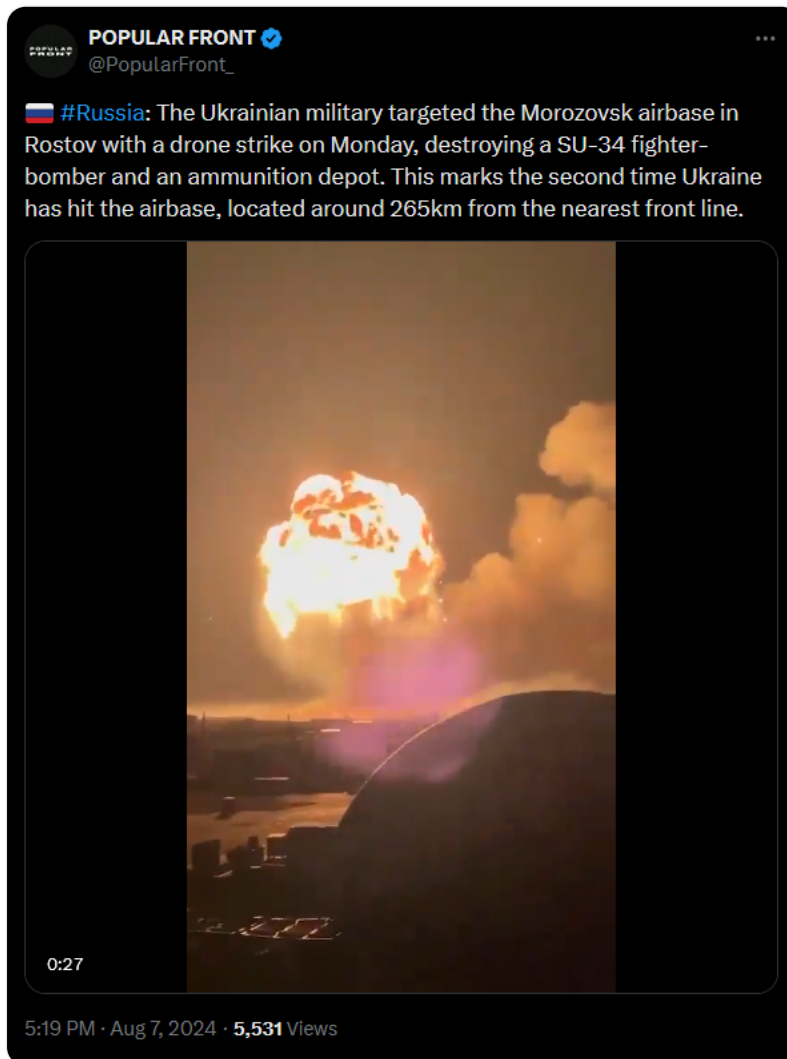 POPULAR FRONT
POPULAR
FRONT
@PopularFront_
#Russia: The Ukrainian military targeted the Morozovsk airbase in
Rostov with a drone strike on Monday, destroying a SU-34 fighter-
bomber and an ammunition depot. This marks the second time Ukraine
has hit the airbase, located around 265km from the nearest front line.
0:27
5:19 PM · Aug 7, 2024 · 5,531 Views